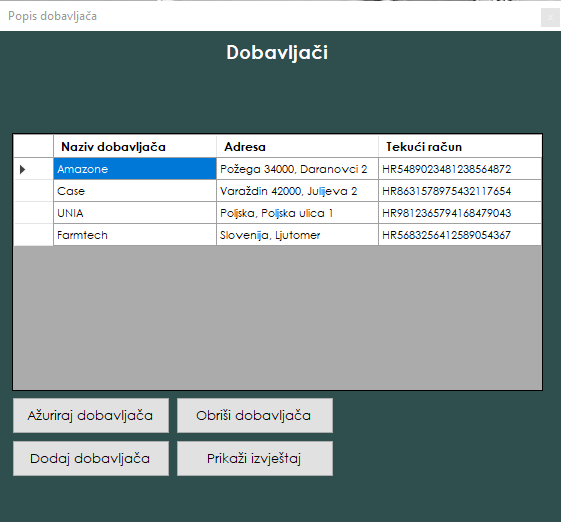 Popis dobavljača
Dobavljači
Naziv dobavljača Adresa Tekući račun
Amazone Požega 34000, Daranovci 2 HR5489023481238564872
Case Varaždin 42000, Julijeva 2 HR8631578975432117654
UNIA Poljska, Poljska ulica 1 HR9812365794168479043
Farmtech Slovenija, Ljutomer HR5683256412589054367
Ažuriraj dobavljača Obriši dobavljača
Dodaj dobavljača Prikaži izvještaj